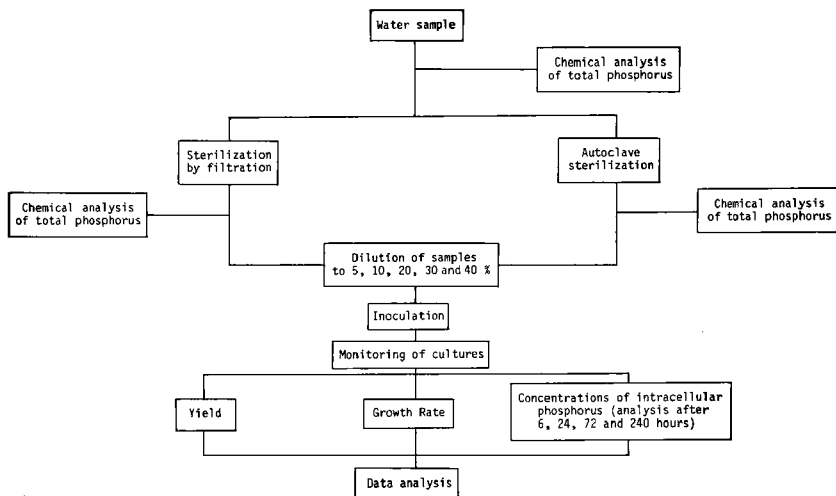 Water sample
Chemical analysis
of total phosphorus
Sterilization
by filtration
Autoclave
sterilization
Chemical analysis
of total phosphorus
Chemical analysis
of total phosphorus
Dilution of samples
to 5, 10, 20, 30 and 40 %
Inoculation
Monitoring of cultures
Yield
Growth Rate
Concentrations of intracellular
phosphorus (analysis after
6, 24, 72 and 240 hours)
Data analysis